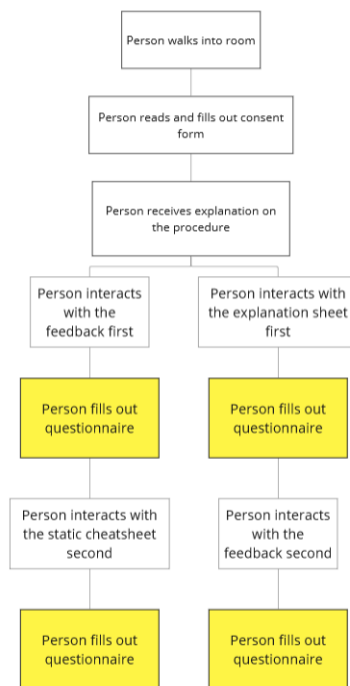 Person walks into room
Person reads and fills out consent
form
Person receives explanation on
the procedure
Person interacts
with the
feedback first
Person interacts with
the explanation sheet
first
Person fills out
questionnaire
Person fills out
questionnaire
Person interacts with
the static cheatsheet
second
Person interacts
with the
feedback second
Person fills out
questionnaire
Person fills out
questionnaire